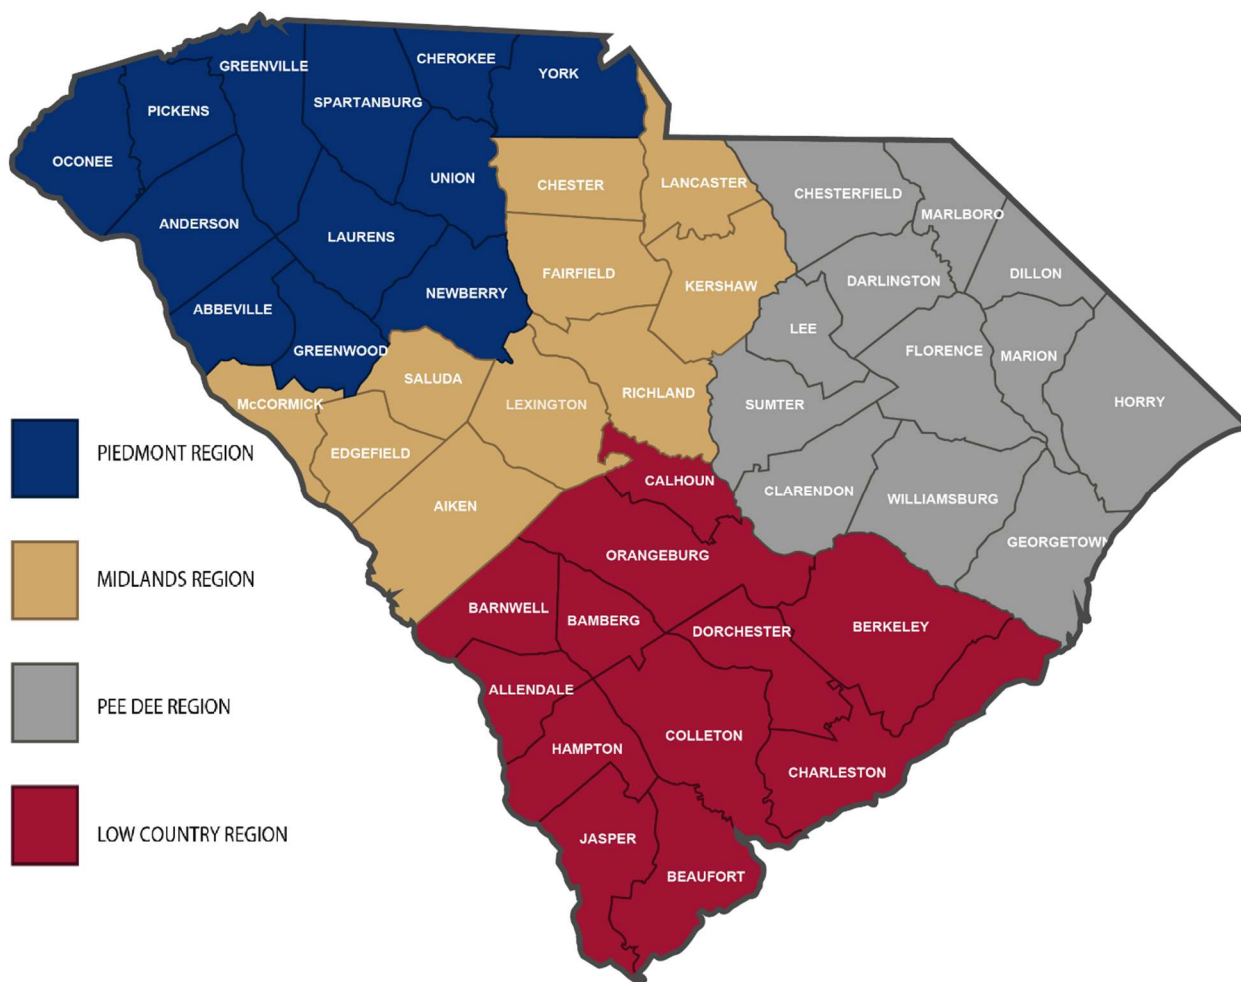 GREENVILLE
CHEROKEE
YORK
PICKENS
SPARTANBURG
OCONEE
UNION
CHESTER
LANCASTER
CHESTERFIELD
MARLBORO
ANDERSON
LAURENS
FAIRFIELD
KERSHAW
DARLINGTON
DILLON
ABBEVILLE
NEWBERRY
LEE
GREENWOOD
FLORENCE
MARION
SALUDA
RICHLAND
HORRY
McCORMICK
LEXINGTON
SUMTER
EDGEFIELD
CALHOUN
CLARENDON
WILLIAMSBURG
AIKEN
GEORGETOWN
ORANGEBURG
BARNWELL
BAMBERG
DORCHESTER
BERKELEY
ALLENDALE
HAMPTON
COLLETON
CHARLESTON
JASPER
BEAUFORT
PIEDMONT REGION
MIDLANDS REGION
PEE DEE REGION
LOW COUNTRY REGION